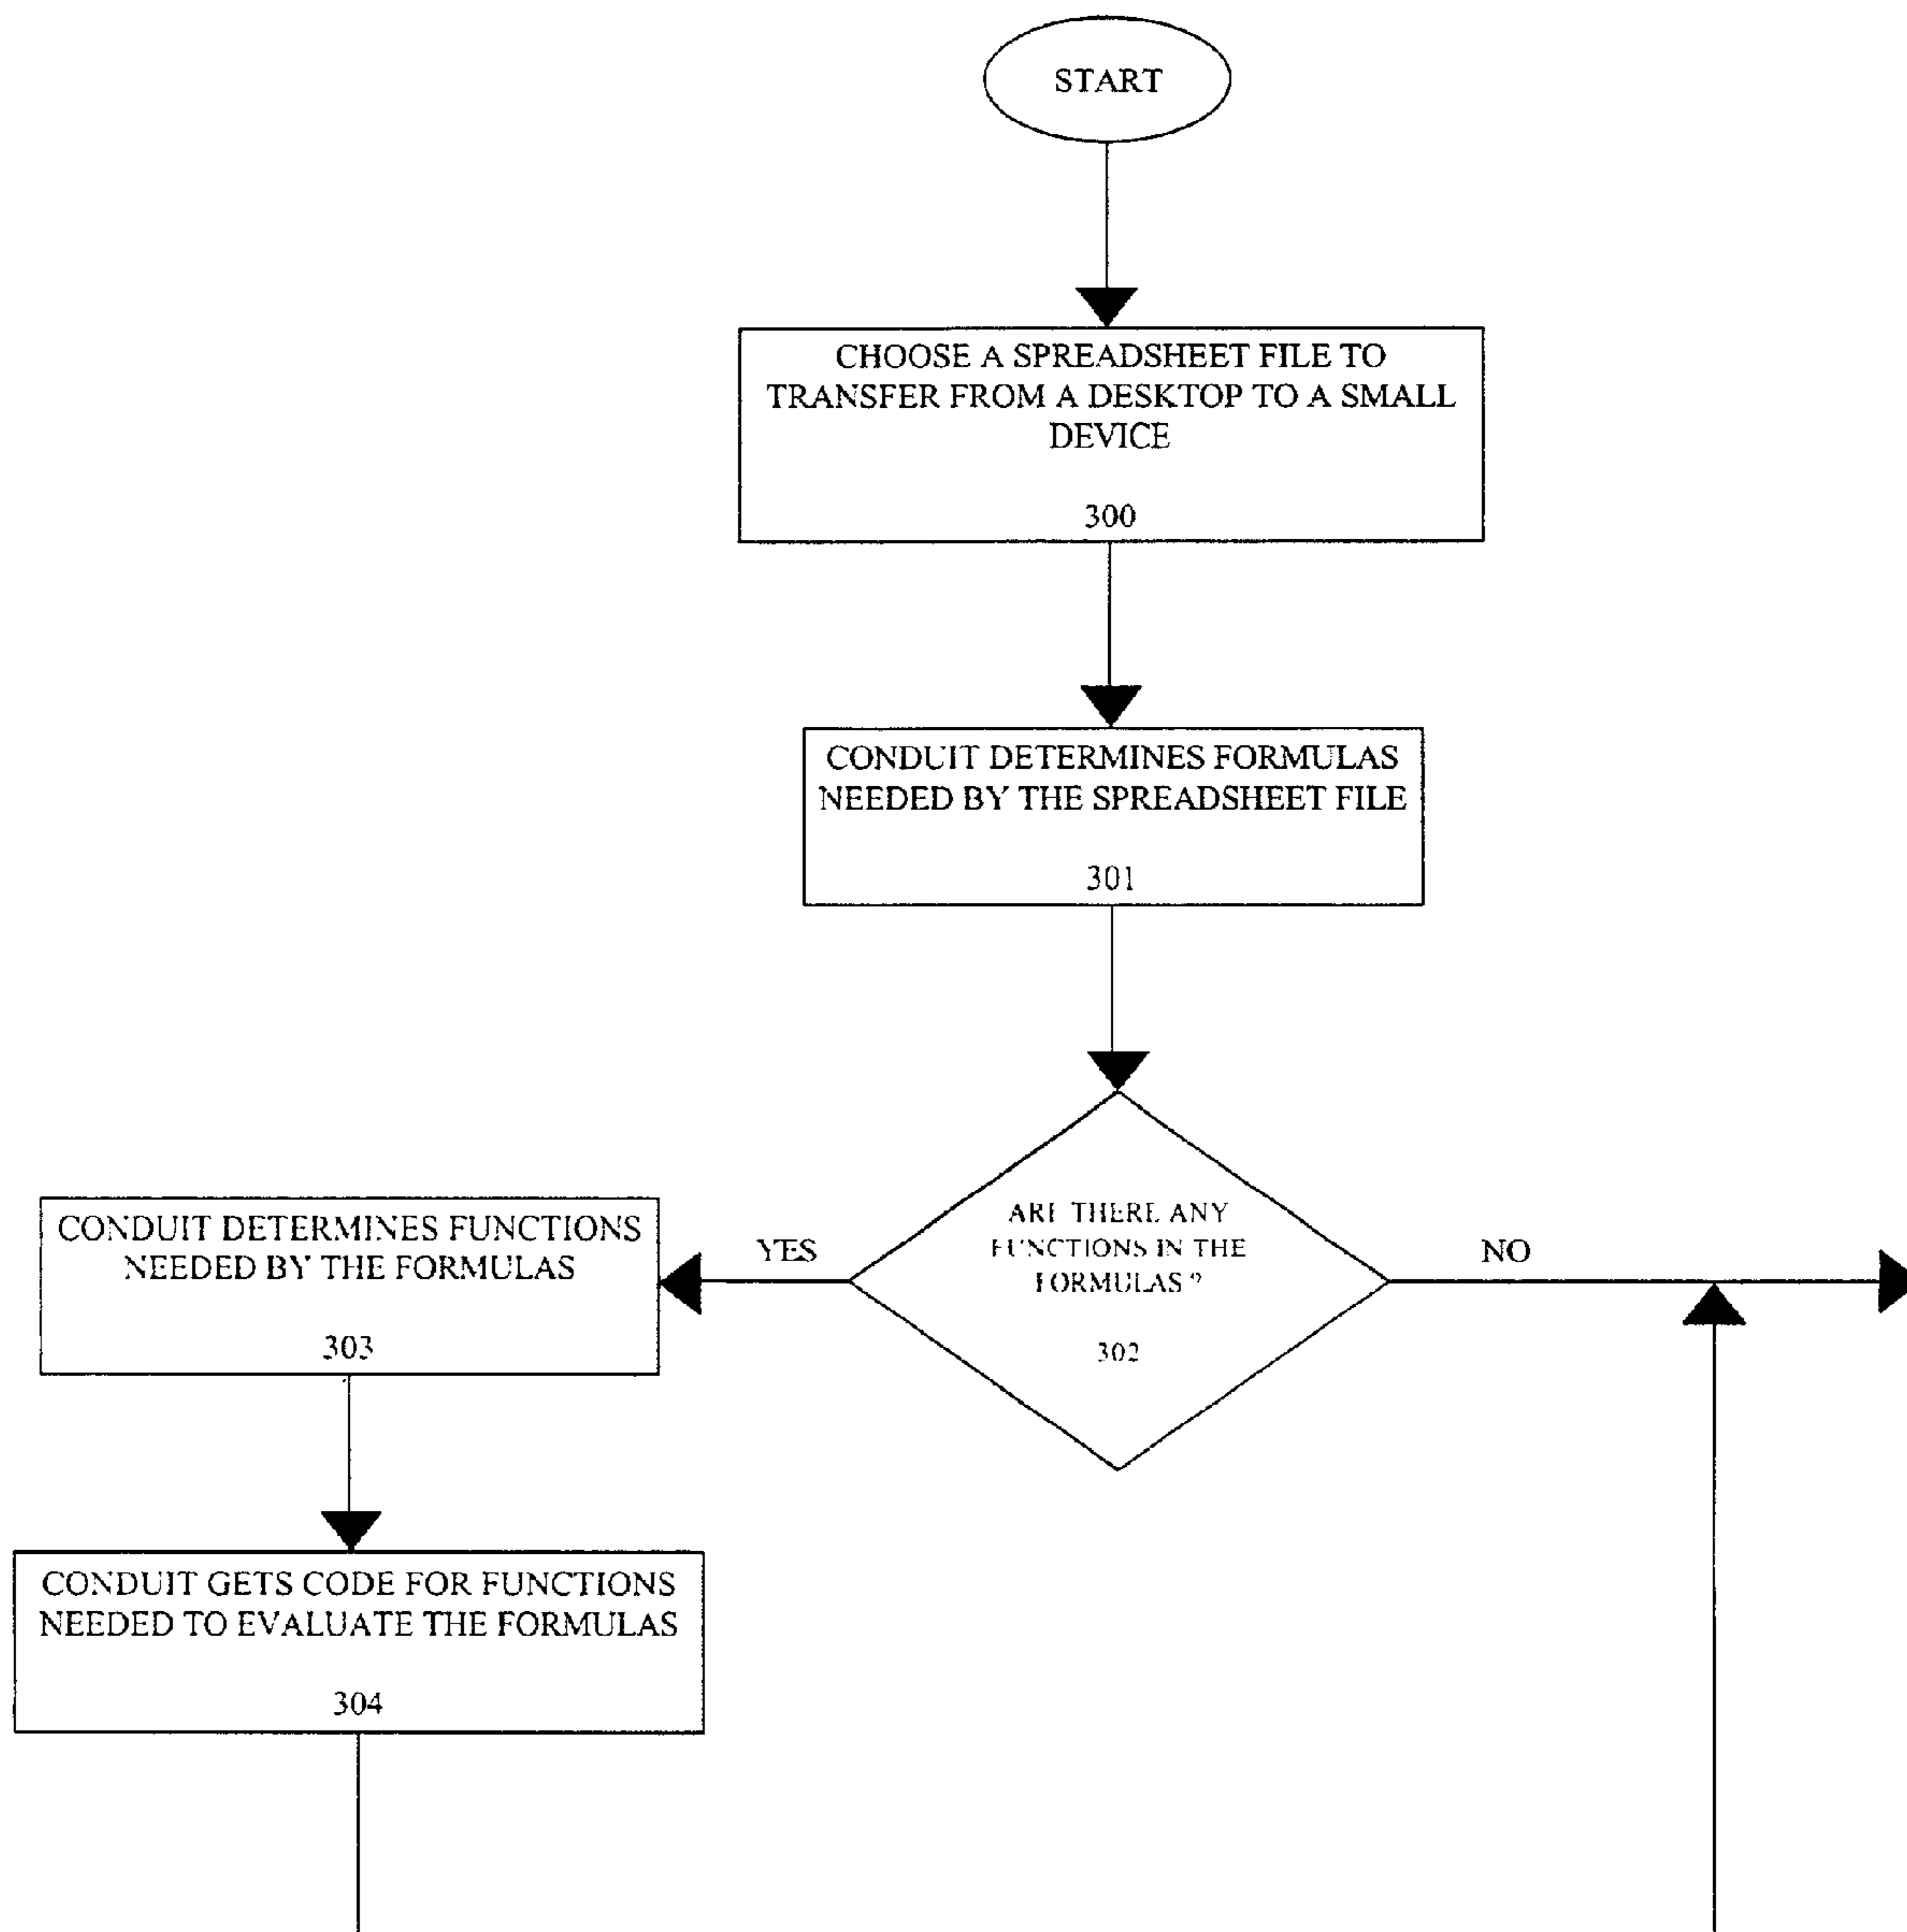 START
CHOOSE A SPREADSHEET FILE TO
TRANSFER FROM A DESKTOP TO A SMALL
DEVICE
300
CONDUIT DETERMINES FORMULAS
NEEDED BY THE SPREADSHEET FILE
301
ARE THERE ANY
FUNCTIONS IN THE
FORMULAS ?
302
YES
NO
CONDUIT DETERMINES FUNCTIONS
NEEDED BY THE FORMULAS
303
CONDUIT GETS CODE FOR FUNCTIONS
NEEDED TO EVALUATE THE FORMULAS
304